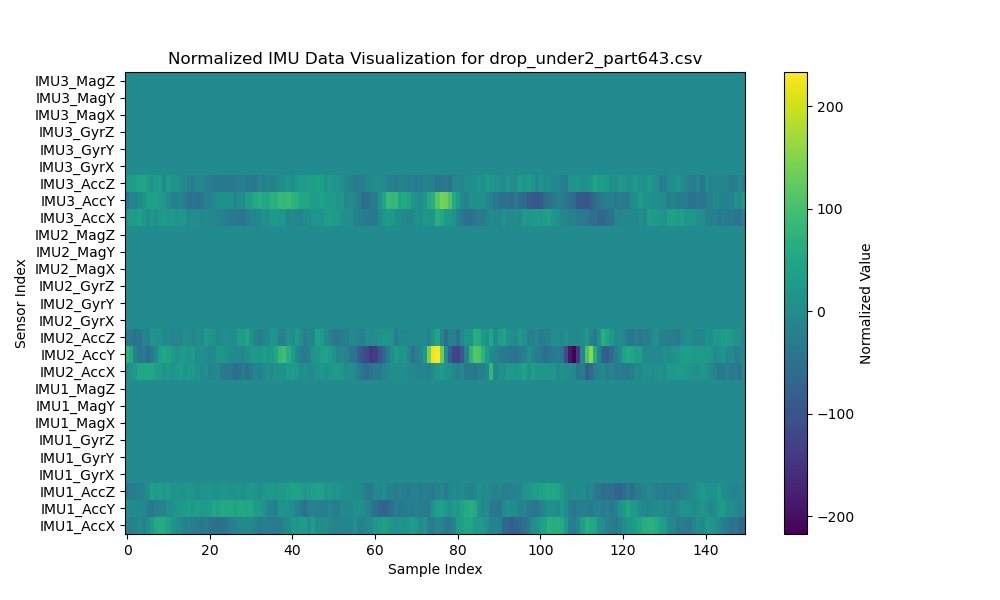 Normalized IMU Data Visualization for drop_under2_part643.csv
IMU3_MagZ
IMU3_MagY
IMU3_MagX
IMU3_GyrZ
IMU3_GyrY
IMU3_GyrX
IMU3_AccZ
IMU3_AccY
IMU3_AccX
IMU2_MagZ
IMU2_MagY
IMU2_MagX
IMU2_GyrZ
IMU2_GyrY
IMU2_GyrX
IMU2_AccZ
IMU2_AccY
IMU2_AccX
IMU1_MagZ
IMU1_MagY
IMU1_MagX
IMU1_GyrZ
IMU1_GyrY
IMU1_GyrX
IMU1_AccZ
IMU1_AccY
IMU1_AccX
Sensor Index
0 20 40 60 80 100 120 140
Sample Index
200
100
0
−100
−200
Normalized Value